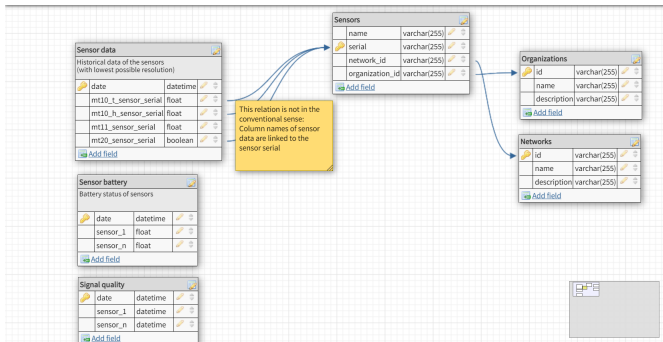 Sensors
name varchar(255)
serial varchar(255)
network_id varchar(255)
organization_id varchar(255)
Add field
Sensor data
Historical data of the sensors
(with lowest possible resolution)
date datetime
mt10_t_sensor_serial float
mt10_h_sensor_serial float
mt11_sensor_serial float
mt20_sensor_serial boolean
Add field
This relation is not in the
conventional sense:
Column names of sensor
data are linked to the
sensor serial
Organizations
id varchar(255)
name varchar(255)
description varchar(255)
Add field
Networks
id varchar(255)
name varchar(255)
description varchar(255)
Add field
Sensor battery
Battery status of sensors
date datetime
sensor_1 float
sensor_n float
Add field
Signal quality
date datetime
sensor_1 datetime
sensor_n datetime
Add field